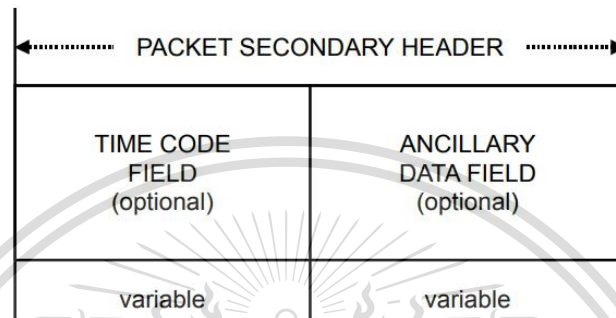 PACKET SECONDARY HEADER
TIME CODE
FIELD
(optional)
ANCILLARY
DATA FIELD
(optional)
variable
variable